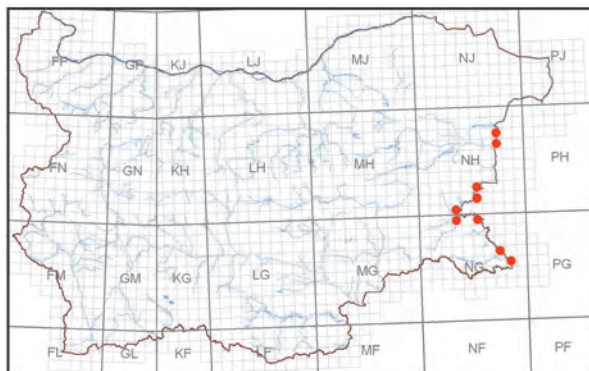 FP GP KJ LJ MJ NJ PJ
FN GN KH LH MH NH PH
FM GM KG LG MG NG PG
FL GL KF LF MF NF PF